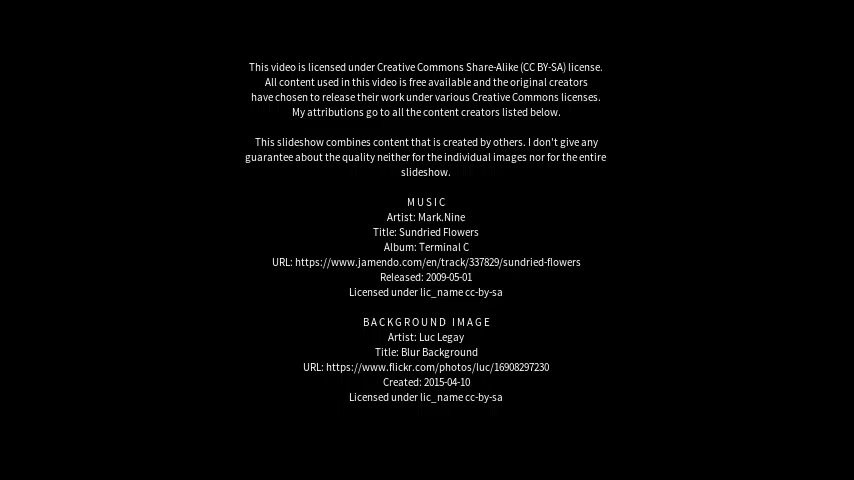 This video is licensed under Creative Commons Share-Alike (CC BY-SA) license.
All content used in this video is free available and the original creators
have chosen to release their work under various Creative Commons licenses.
My attributions go to all the content creators listed below.
This slideshow combines content that is created by others. I don't give any
guarantee about the quality neither for the individual images nor for the entire
slideshow.
MUSIC
Artist: Mark.Nine
Title: Sundried Flowers
Album: Terminal C
URL: https://www.jamendo.com/en/track/337829/sundried-flowers
Released: 2009-05-01
Licensed under lic_name cc-by-sa
BACKGROUND IMAGE
Artist: Luc Legay
Title: Blur Background
URL: https://www.flickr.com/photos/luc/16908297230
Created: 2015-04-10
Licensed under lic_name cc-by-sa